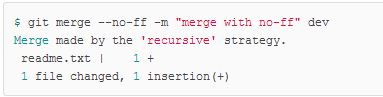 $ git merge --no-ff -m "merge with no-ff" dev
Merge made by the 'recursive' strategy.
readme.txt | 1 +
1 file changed, 1 insertion(+)